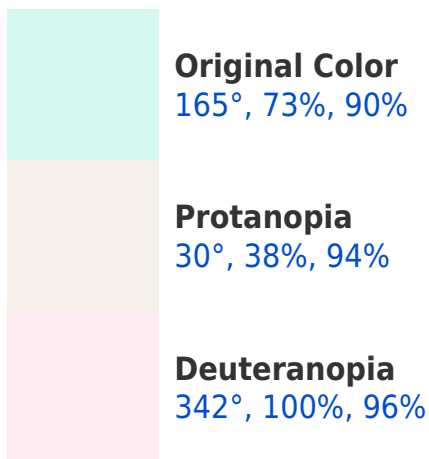 Original Color
165°, 73%, 90%
Protanopia
30°, 38%, 94%
Deuteranopia
342°, 100%, 96%